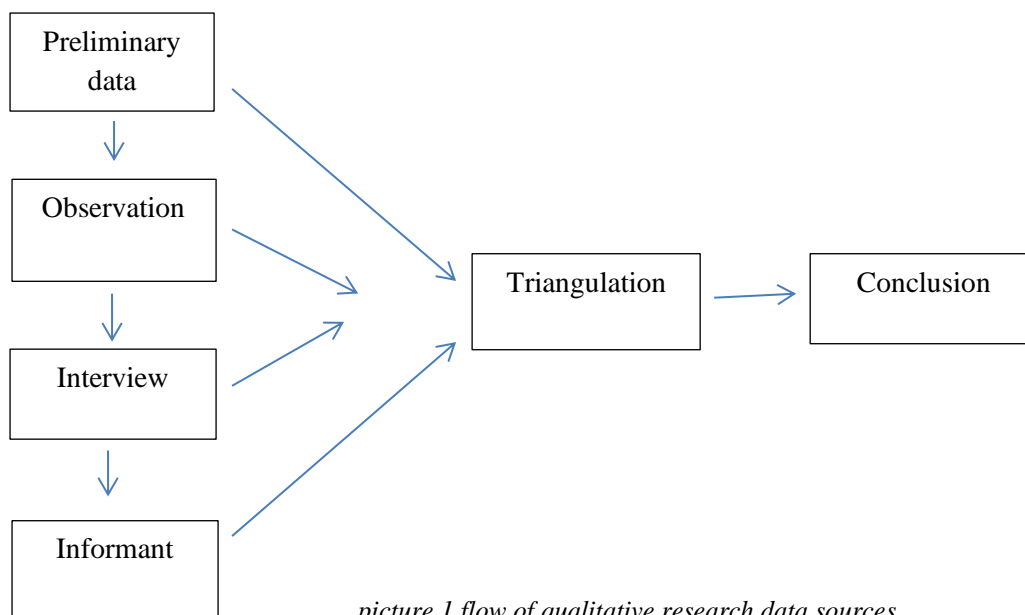 Preliminary
data
Observation
Triangulation
Conclusion
Interview
Informant
picture 1 flow of qualitative research data sources